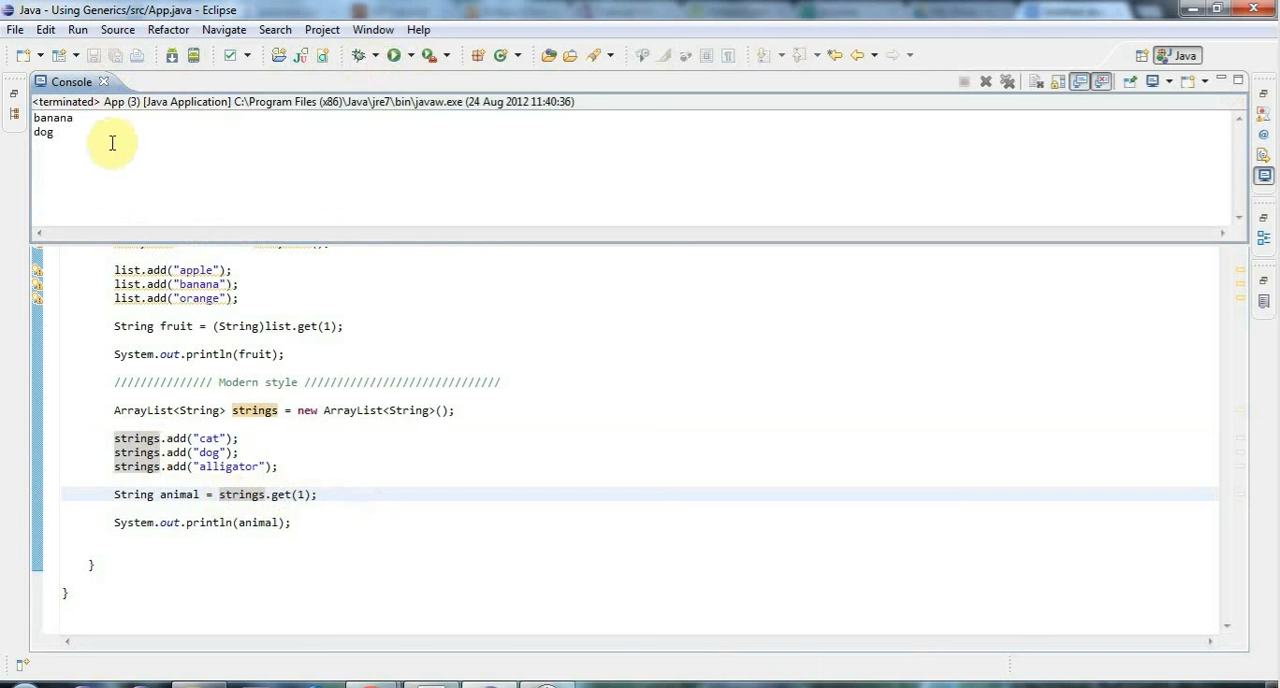 Java - Using Generics/src/App.java - Eclipse
File Edit Run Source Refactor Navigate Search Project Window Help
Java
Console
<terminated> App (3) [Java Application] C:\Program Files (x86)\Java\jre7\bin\javaw.exe (24 Aug 2012 11:40:36)
banana
dog
list.add("apple");
list.add("banana");
list.add("orange");
String fruit = (String)list.get(1);
System.out.println(fruit);
/////////////// Modern style //////////////////////////////
ArrayList<String> strings = new ArrayList<String>();
strings.add("cat");
strings.add("dog");
strings.add("alligator");
String animal = strings.get(1);
System.out.println(animal);
}
}